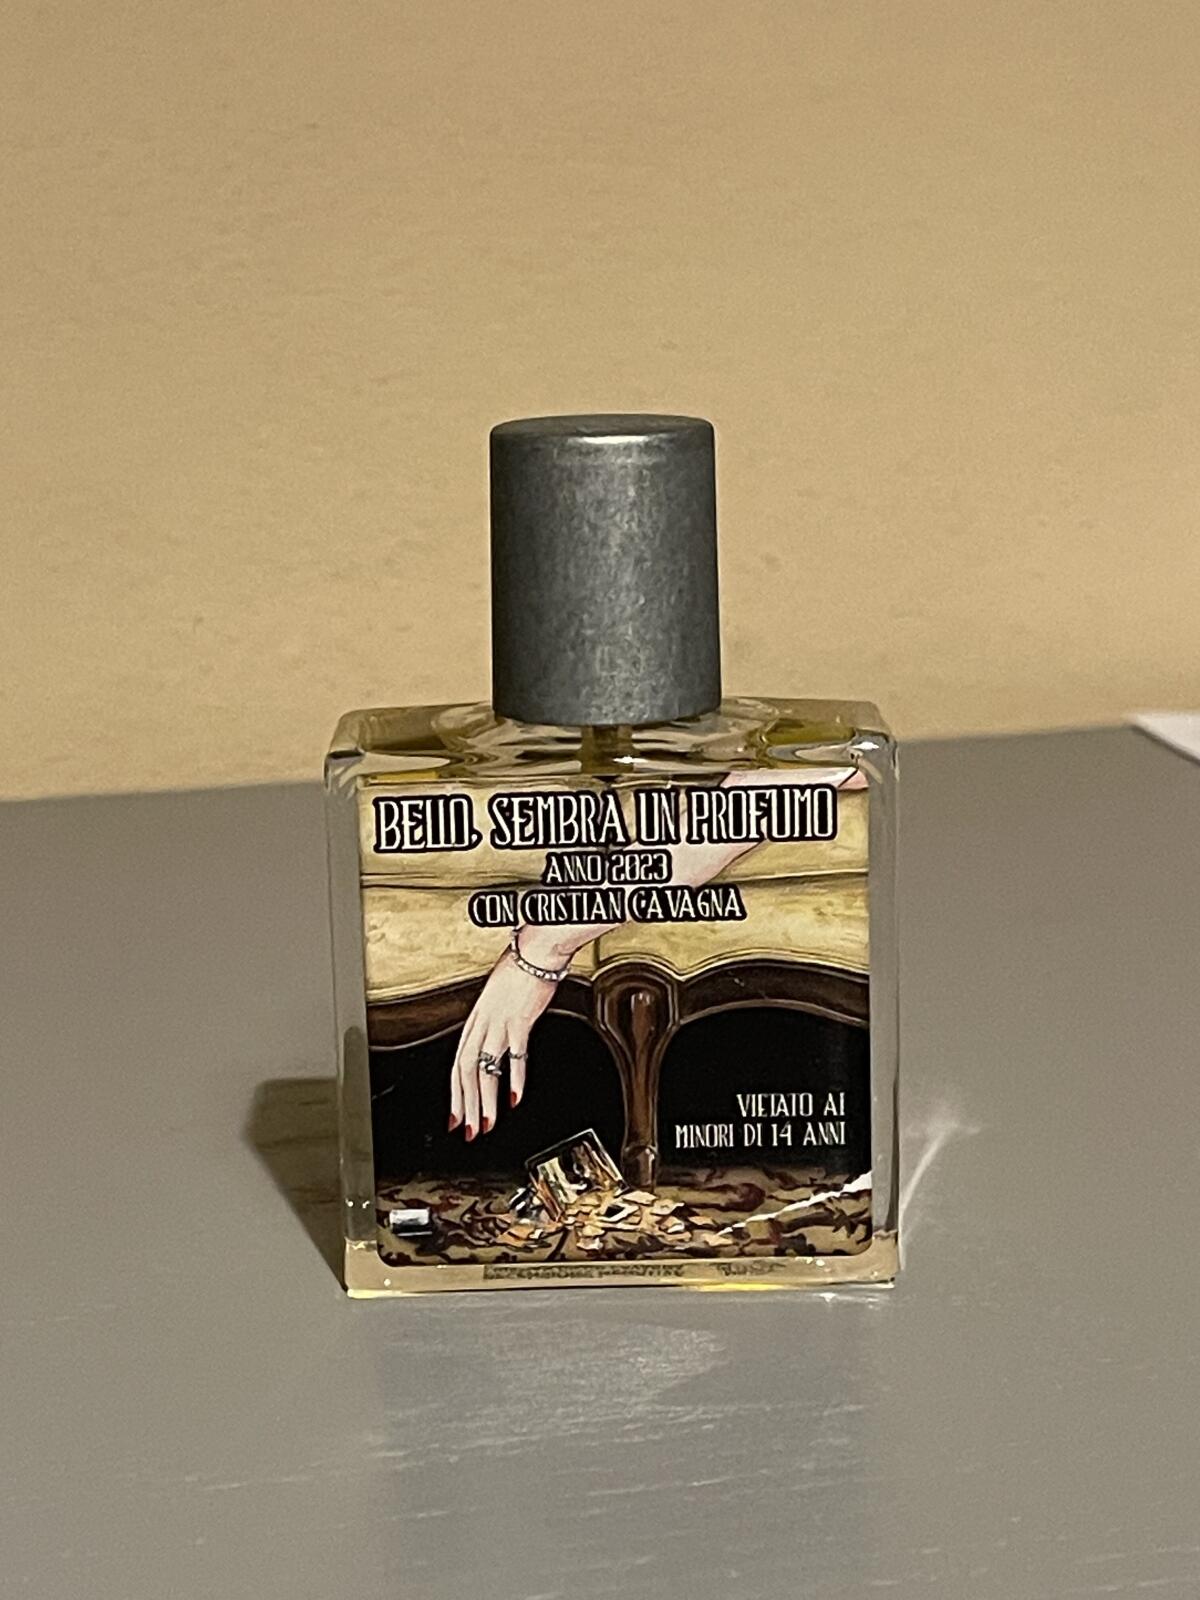 BELLO, SEMBRA UN PROFUMO
ANNO 2023
CON CRISTIAN CAVAGNA
VIETATO AI
MINORI DI 14 ANNI